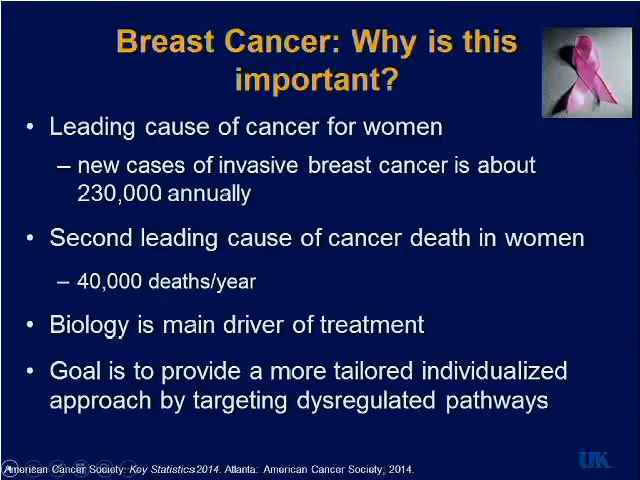 Breast Cancer: Why is this
important?
• Leading cause of cancer for women
– new cases of invasive breast cancer is about
230,000 annually
• Second leading cause of cancer death in women
– 40,000 deaths/year
• Biology is main driver of treatment
• Goal is to provide a more tailored individualized
approach by targeting dysregulated pathways
American Cancer Society. Key Statistics 2014. Atlanta: American Cancer Society; 2014.
UK